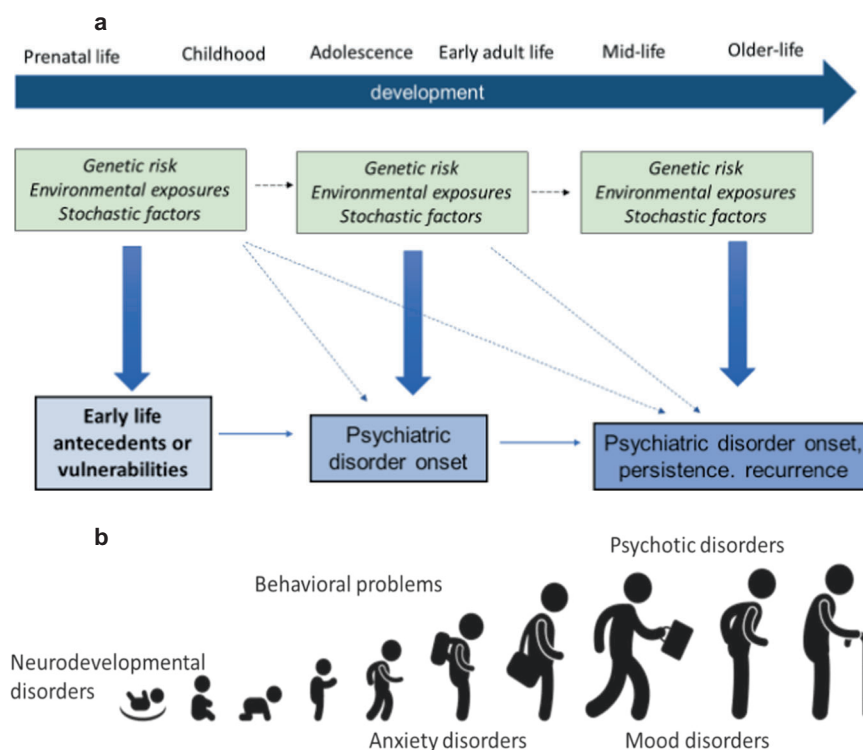 a
Prenatal life Childhood Adolescence Early adult life Mid-life Older-life
development
Genetic risk
Environmental exposures
Stochastic factors
Genetic risk
Environmental exposures
Stochastic factors
Genetic risk
Environmental exposures
Stochastic factors
Early life
antecedents or
vulnerabilities
Psychiatric
disorder onset
Psychiatric disorder onset,
persistence. recurrence
b
Psychotic disorders
Behavioral problems
Neurodevelopmental
disorders
Anxiety disorders
Mood disorders